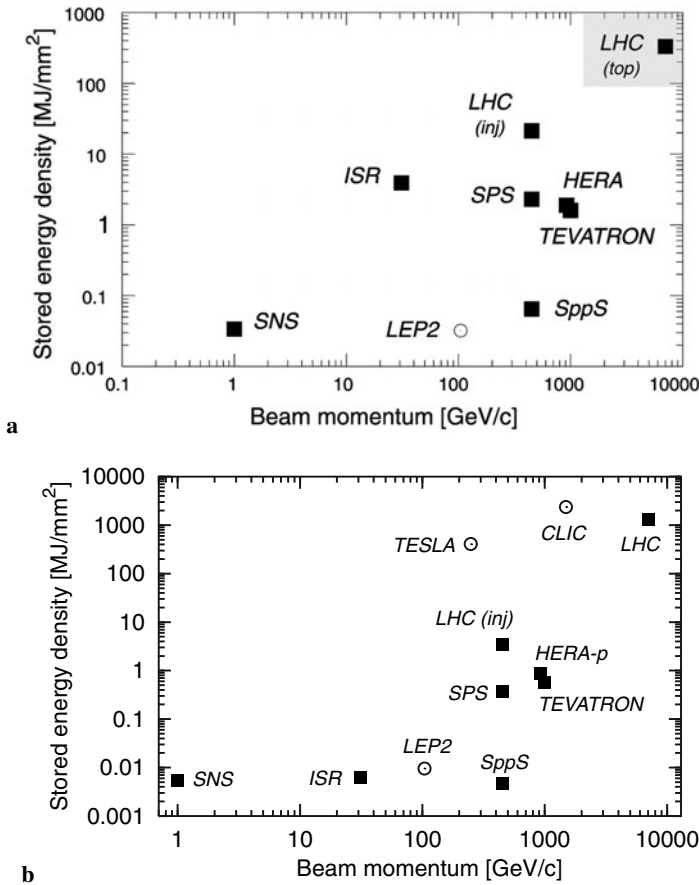 1000
LHC
(top)
100
LHC
(inj)
10
ISR
SPS
HERA
1
TEVATRON
0.1
SNS
LEP2
SppS
0.01
0.1
1
10
100
1000
10000
Stored energy density [MJ/mm²]
Beam momentum [GeV/c]
a
10000
1000
CLIC
TESLA
LHC
100
10
LHC (inj)
HERA-p
1
SPS
TEVATRON
0.1
LEP2
SppS
0.01
SNS
ISR
0.001
1
10
100
1000
10000
Stored energy density [MJ/mm²]
Beam momentum [GeV/c]
b